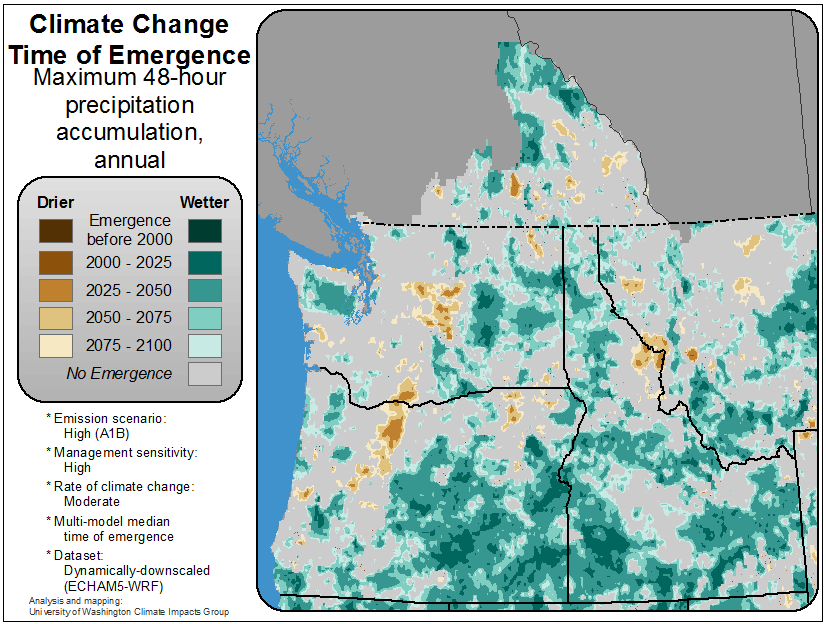 Climate Change
Time of Emergence
Maximum 48-hour
precipitation
accumulation,
annual
Drier Wetter
Emergence
before 2000
2000 - 2025
2025 - 2050
2050 - 2075
2075 - 2100
No Emergence
* Emission scenario:
High (A1B)
* Management sensitivity:
High
* Rate of climate change:
Moderate
* Multi-model median
time of emergence
* Dataset:
Dynamically-downscaled
(ECHAM5-WRF)
Analysis and mapping:
University of Washington Climate Impacts Group